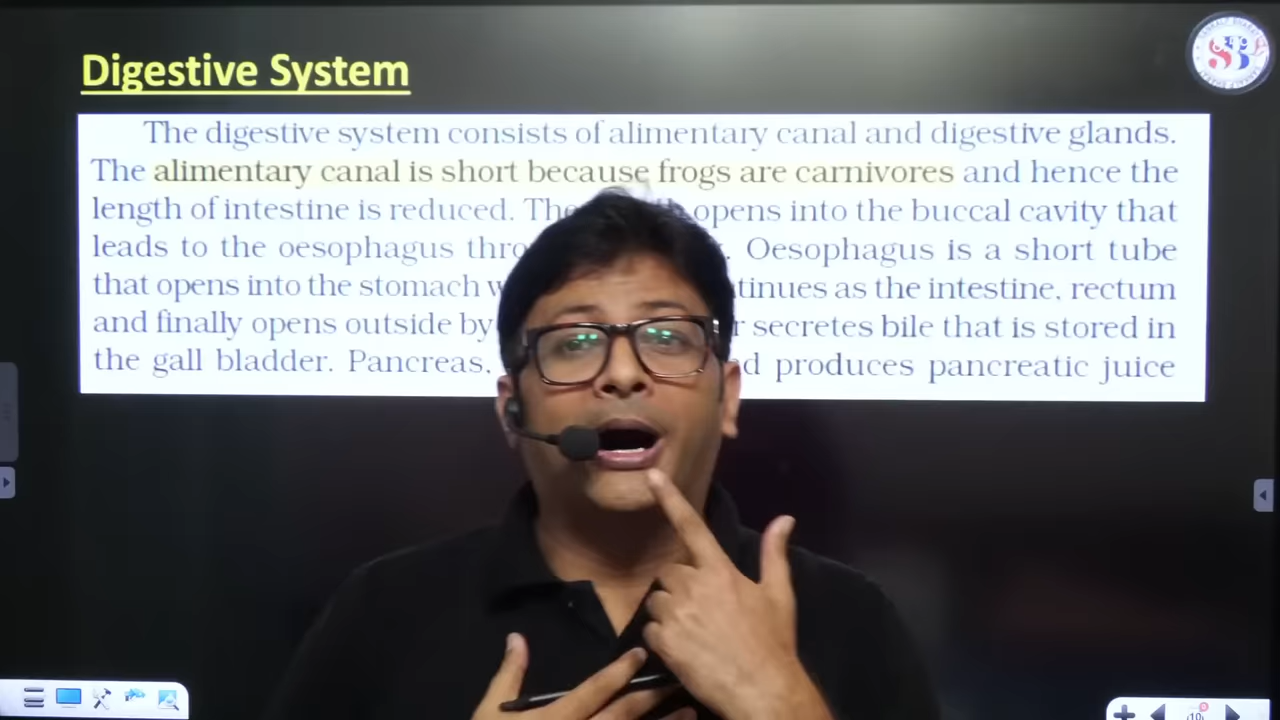 Digestive System
The digestive system consists of alimentary canal and digestive glands.
The alimentary canal is short because frogs are carnivores and hence the
length of intestine is reduced. The opens into the buccal cavity that
leads to the oesophagus Oesophagus is a short tube
that opens into the stomach as the intestine, rectum
and finally opens outside by secretes bile that is stored in
the gall bladder. Pancreas, produces pancreatic juice